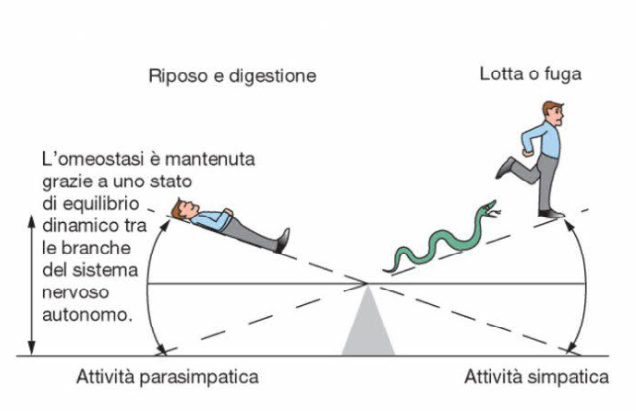 Riposo e digestione
Lotta o fuga
L'omeostasi è mantenuta
grazie a uno stato
di equilibrio
dinamico tra
le branche
del sistema
nervoso
autonomo.
Attività parasimpatica
Attività simpatica